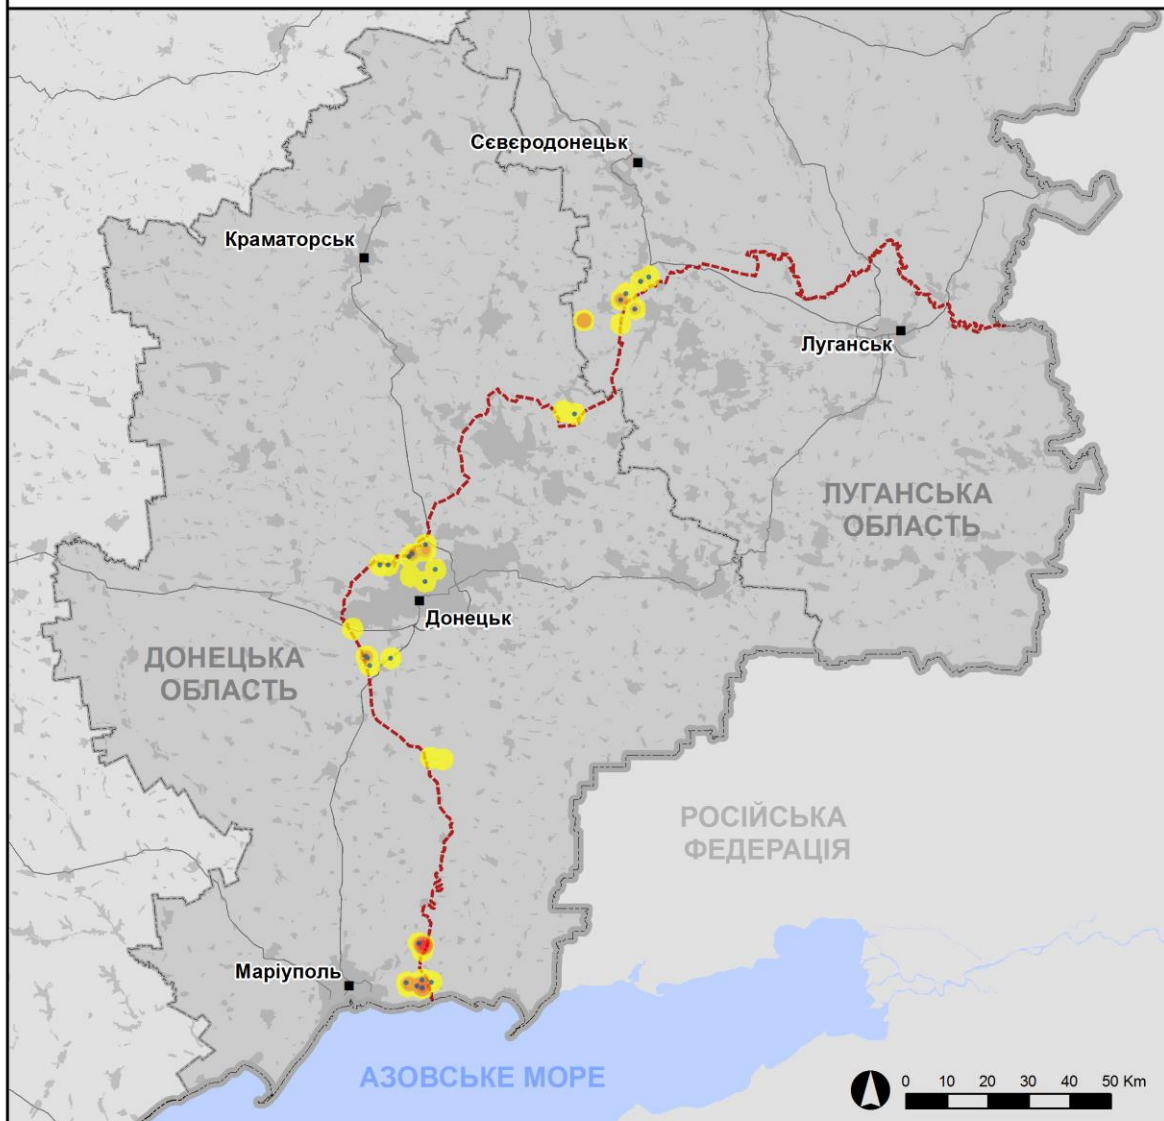 Сєвєродонецьк
Краматорськ
Луганськ
ЛУГАНСЬКА
ОБЛАСТЬ
Донецьк
ДОНЕЦЬКА
ОБЛАСТЬ
РОСІЙСЬКА
ФЕДЕРАЦІЯ
Маріуполь
АЗОВСЬКЕ МОРЕ
0 10 20 30 40 50 Km